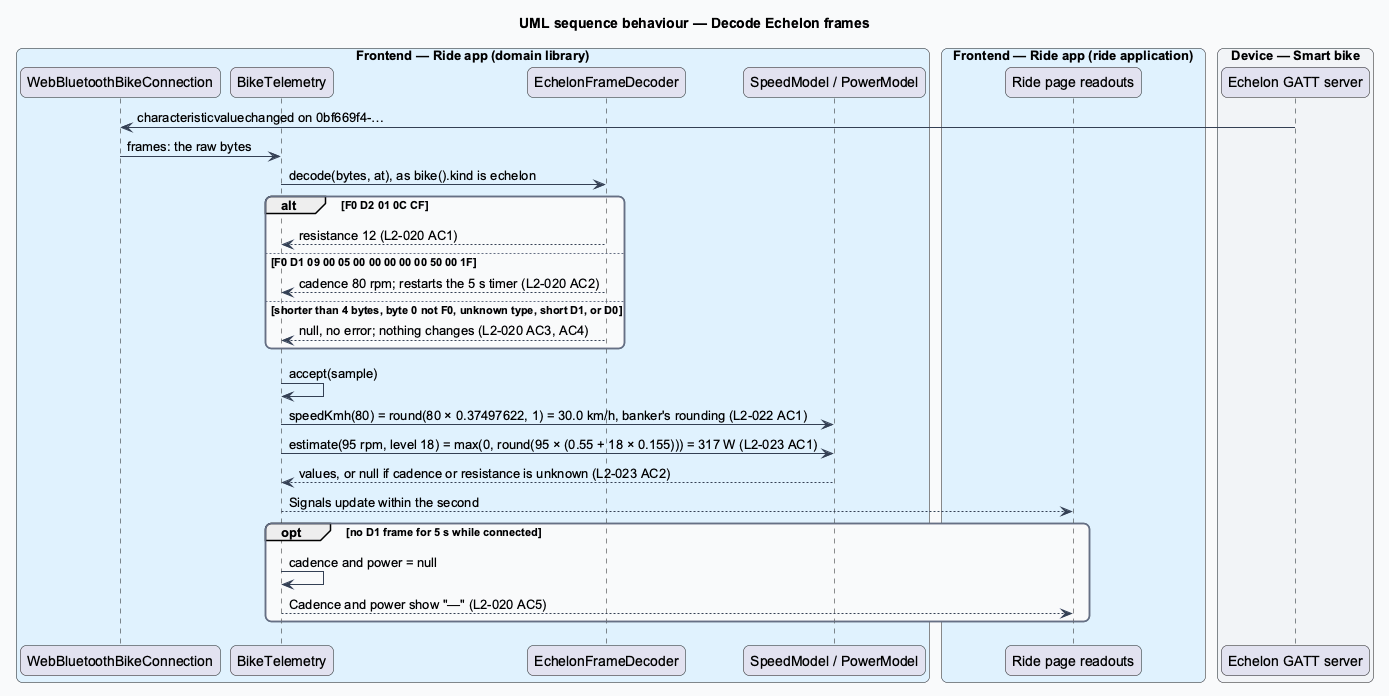 UML sequence behaviour — Decode Echelon frames
Frontend — Ride app (domain library)
Frontend — Ride app (ride application)
Device — Smart bike
WebBluetoothBikeConnection
BikeTelemetry
EchelonFrameDecoder
SpeedModel / PowerModel
Ride page readouts
Echelon GATT server
characteristicvaluechanged on 0bf669f4-...
frames: the raw bytes
decode(bytes, at), as bike().kind is echelon
alt
[F0 D2 01 0C CF]
resistance 12 (L2-020 AC1)
[F0 D1 09 00 05 00 00 00 00 00 50 00 1F]
cadence 80 rpm; restarts the 5 s timer (L2-020 AC2)
[shorter than 4 bytes, byte 0 not F0, unknown type, short D1, or D0]
null, no error; nothing changes (L2-020 AC3, AC4)
accept(sample)
speedKmh(80) = round(80 × 0.37497622, 1) = 30.0 km/h, banker's rounding (L2-022 AC1)
estimate(95 rpm, level 18) = max(0, round(95 × (0.55 + 18 × 0.155))) = 317 W (L2-023 AC1)
values, or null if cadence or resistance is unknown (L2-023 AC2)
Signals update within the second
opt
[no D1 frame for 5 s while connected]
cadence and power = null
Cadence and power show "—" (L2-020 AC5)
WebBluetoothBikeConnection
BikeTelemetry
EchelonFrameDecoder
SpeedModel / PowerModel
Ride page readouts
Echelon GATT server